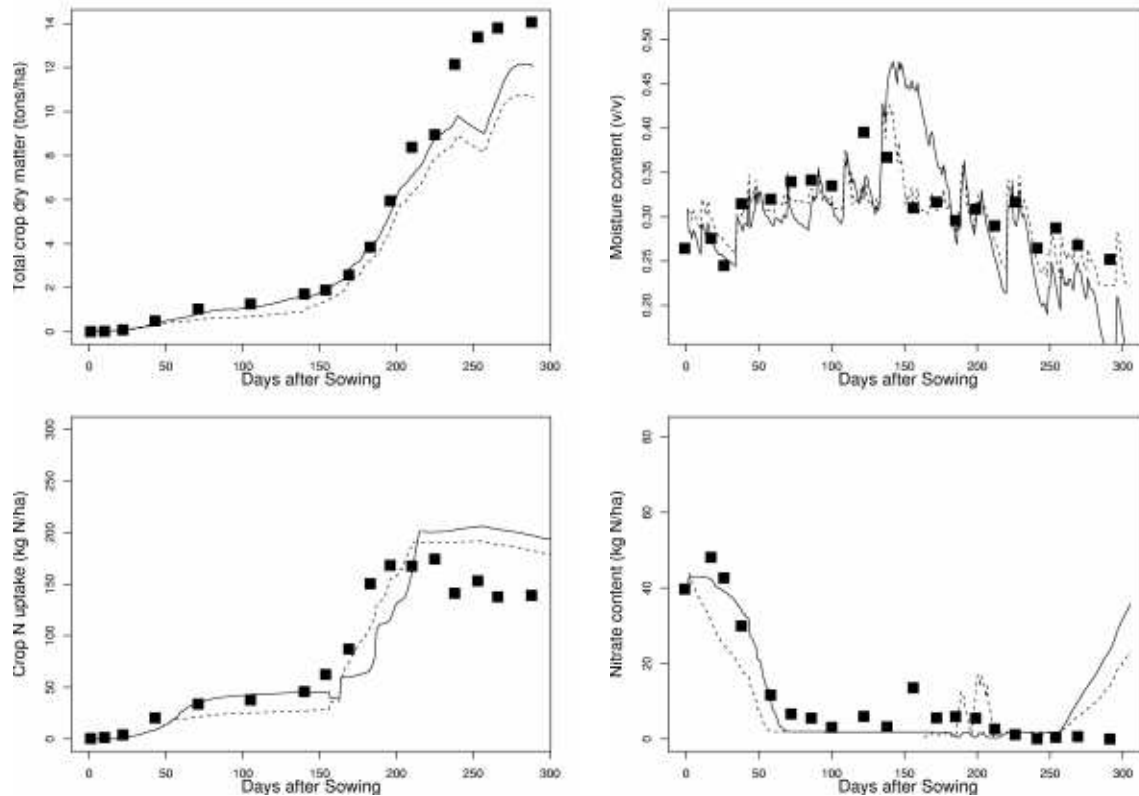 Total crop dry matter (tons/ha)
14
12
10
8
6
4
2
0
0 50 100 150 200 250 300
Days after Sowing
Moisture content (v/v)
0.50
0.45
0.40
0.35
0.30
0.25
0.20
0 50 100 150 200 250 300
Days after Sowing
Crop N uptake (kg N/ha)
300
250
200
150
100
50
0
0 50 100 150 200 250 300
Days after Sowing
Nitrate content (kg N/ha)
80
60
40
20
0
0 50 100 150 200 250 300
Days after Sowing